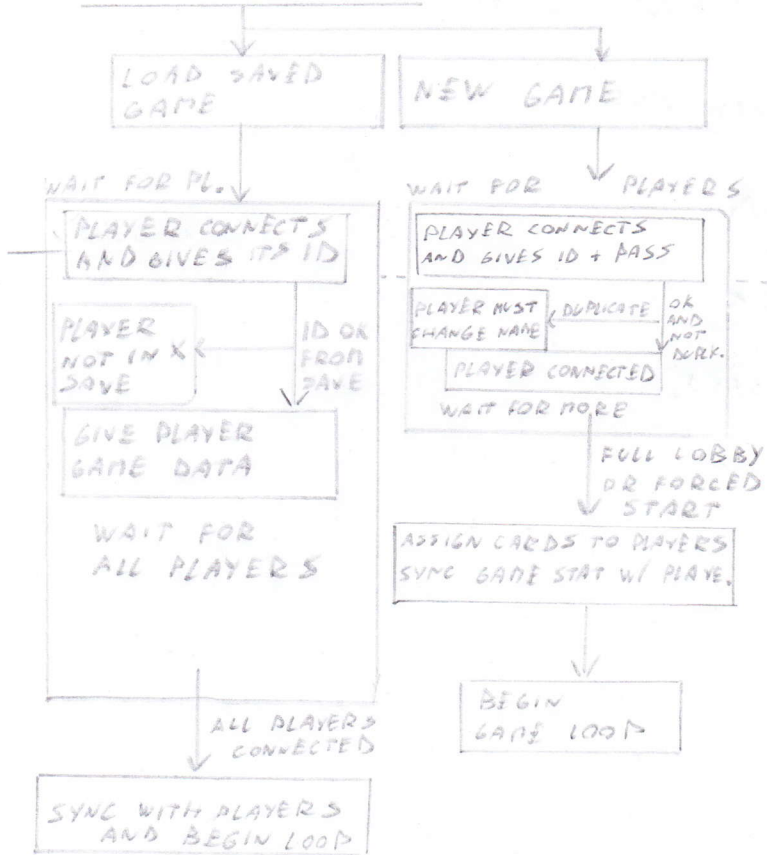 LOAD SAVED
GAME
NEW GAME
WAIT FOR PL.
PLAYER CONNECTS
AND GIVES ITS ID
PLAYER
NOT IN
SAVE
X
ID OK
FROM
SAVE
GIVE PLAYER
GAME DATA
WAIT FOR
ALL PLAYERS
ALL PLAYERS
CONNECTED
SYNC WITH PLAYERS
AND BEGIN LOOP
WAIT FOR PLAYERS
PLAYER CONNECTS
AND GIVES ID + PASS
PLAYER MUST
CHANGE NAME
DUPLICATE
OK
AND
NOT
DUPLK.
PLAYER CONNECTED
WAIT FOR MORE
FULL LOBBY
OR FORCED
START
ASSIGN CARDS TO PLAYERS
SYNC GAME STAT W/ PLAYE.
BEGIN
GAME LOOP